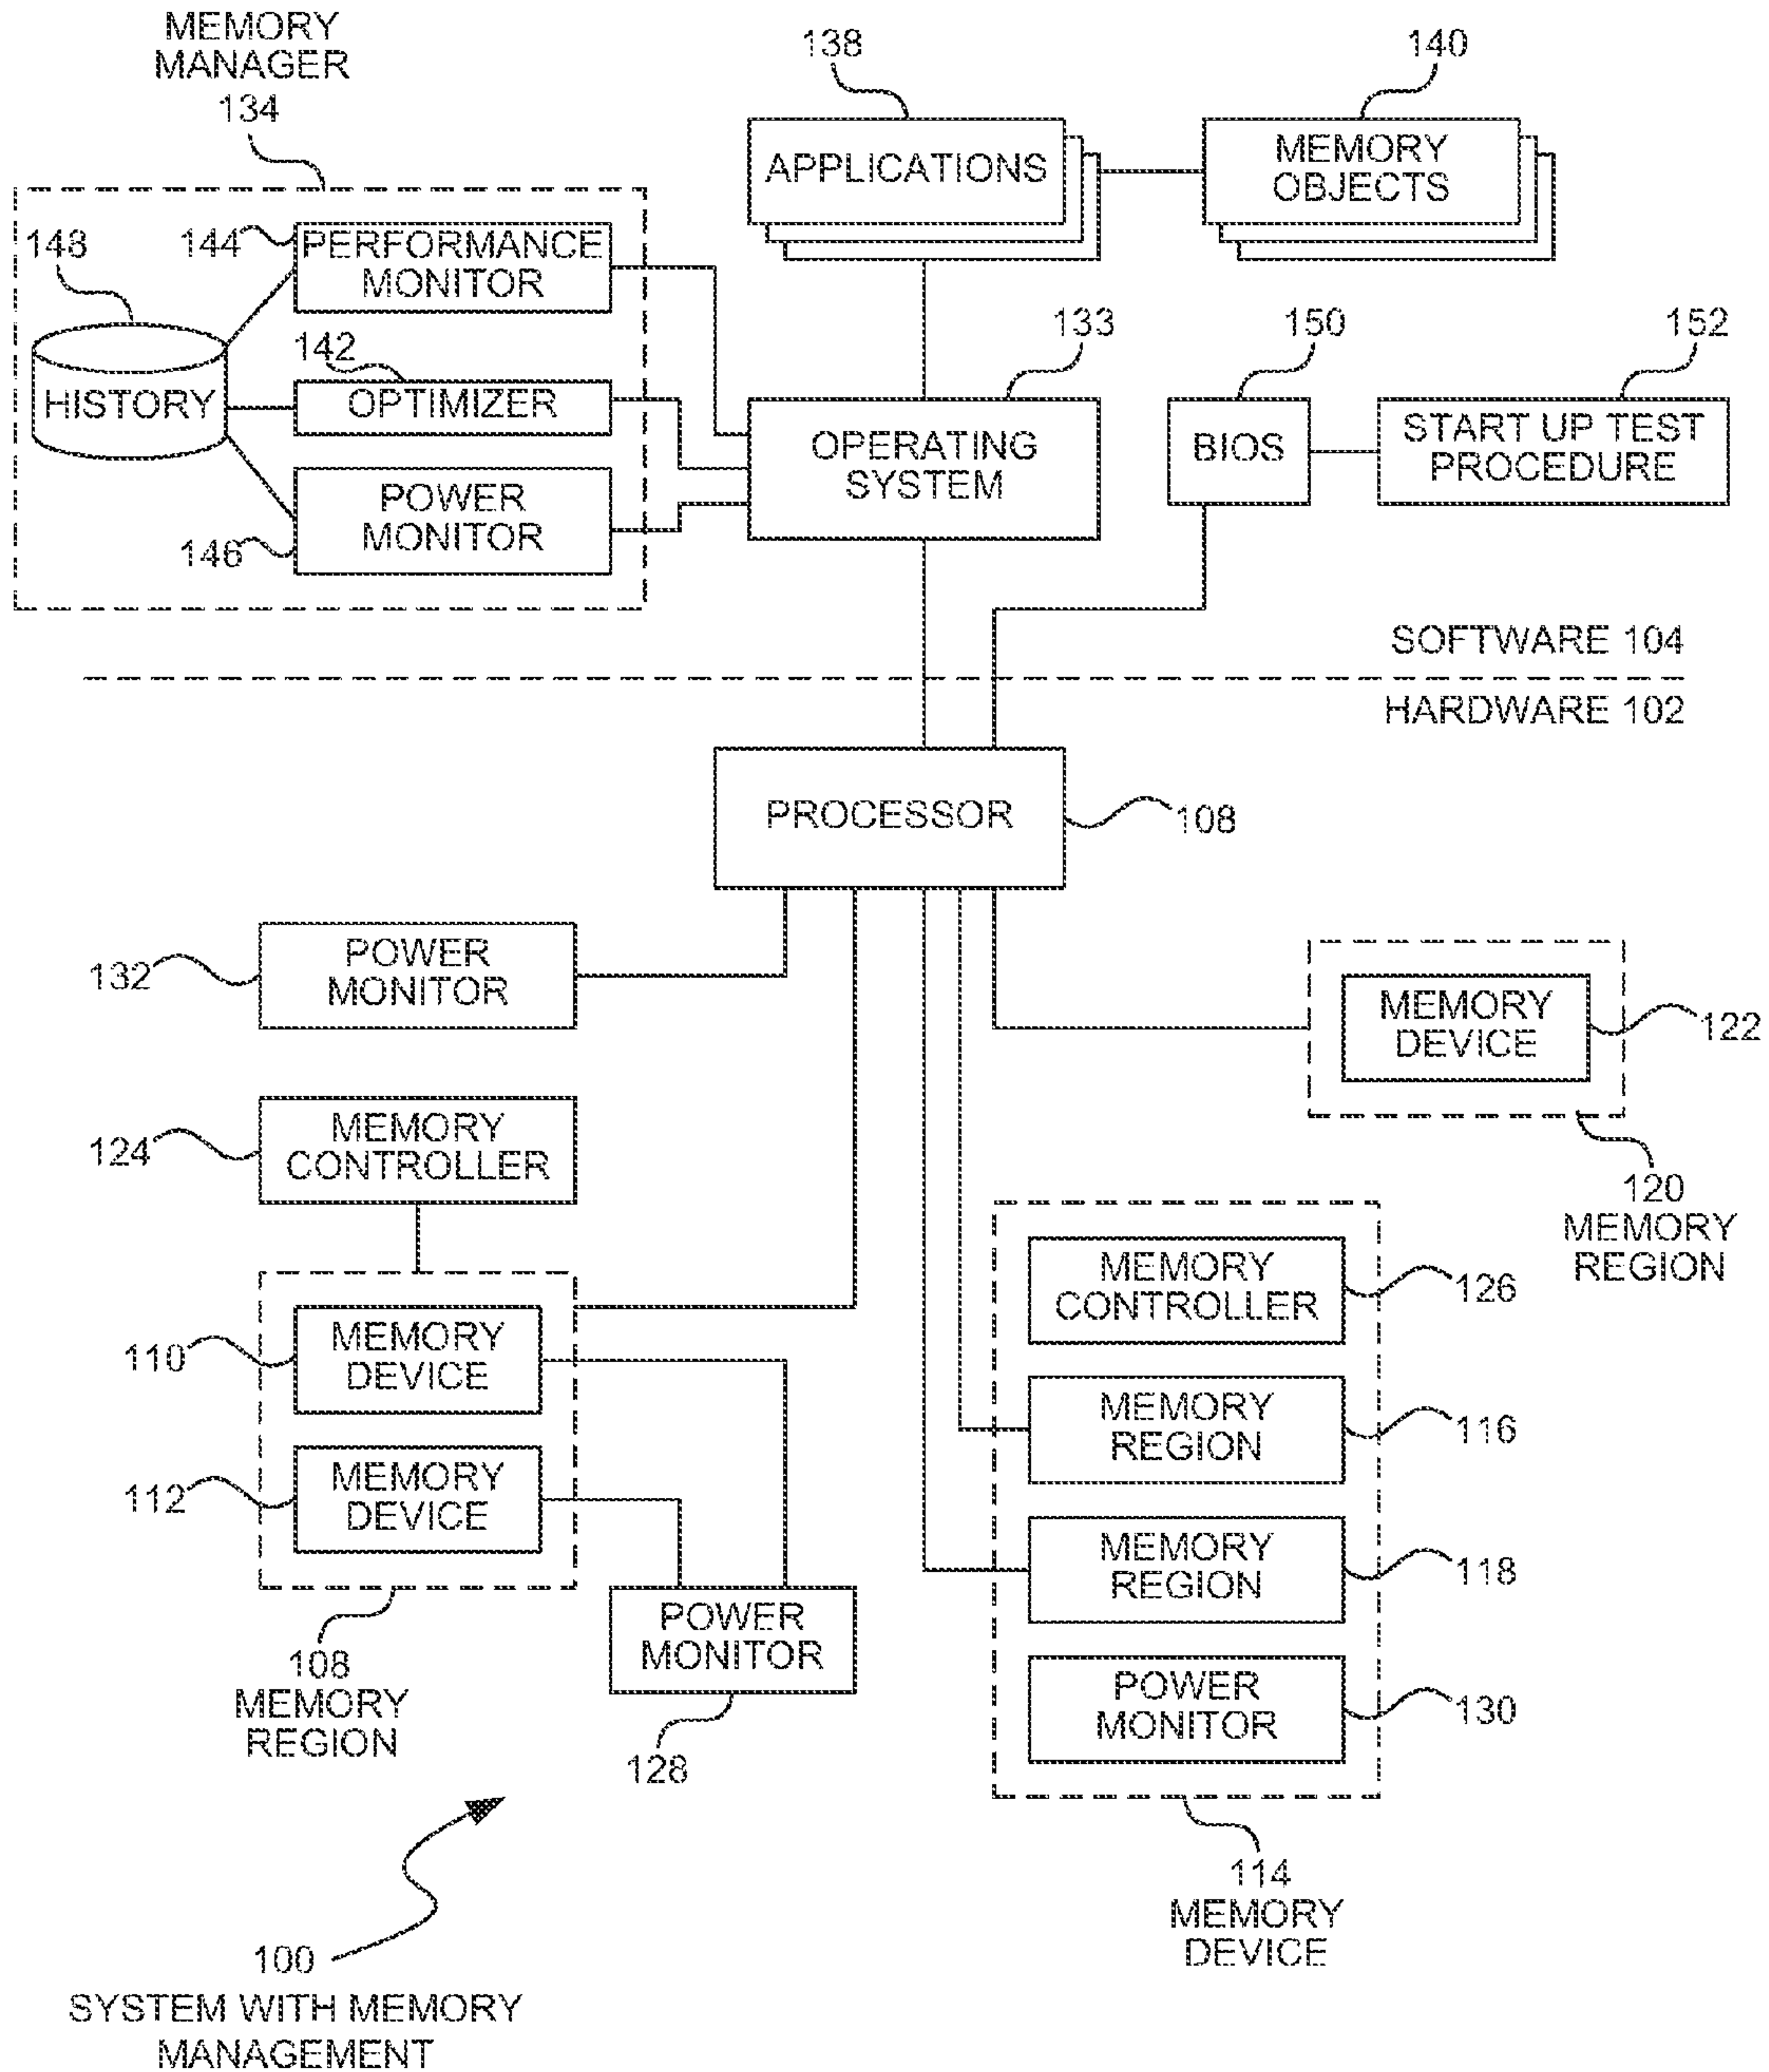 MEMORY
MANAGER
134
138
140
APPLICATIONS
MEMORY
OBJECTS
148
144
PERFORMANCE
MONITOR
142
HISTORY
OPTIMIZER
146
POWER
MONITOR
133
OPERATING
SYSTEM
150
BIOS
152
START UP TEST
PROCEDURE
SOFTWARE 104
HARDWARE 102
PROCESSOR
108
132
POWER
MONITOR
MEMORY
DEVICE
122
120
MEMORY
REGION
124
MEMORY
CONTROLLER
110
MEMORY
DEVICE
112
MEMORY
DEVICE
108
MEMORY
REGION
POWER
MONITOR
128
MEMORY
CONTROLLER
126
MEMORY
REGION
116
MEMORY
REGION
118
POWER
MONITOR
130
114
MEMORY
DEVICE
100
SYSTEM WITH MEMORY
MANAGEMENT